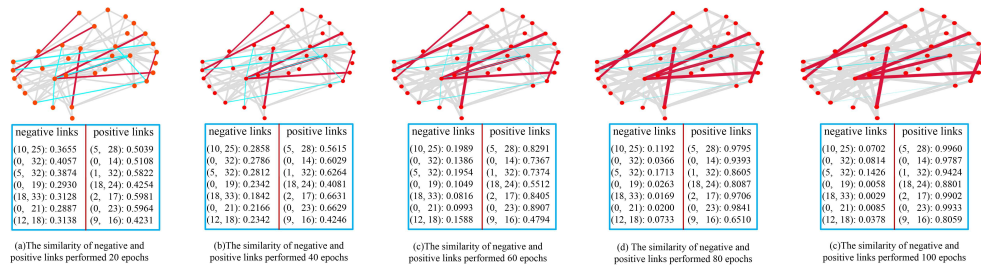 negative links positive links
(10, 25): 0.3655 (5, 28): 0.5039
(0, 32): 0.4057 (0, 14): 0.5108
(5, 32): 0.3874 (1, 32): 0.5822
(0, 19): 0.2930 (18, 24): 0.4254
(18, 33): 0.3128 (2, 17): 0.5981
(0, 21): 0.2887 (0, 23): 0.5964
(12, 18): 0.3138 (9, 16): 0.4231
(a)The similarity of negative and
positive links performed 20 epochs
negative links positive links
(10, 25): 0.2858 (5, 28): 0.5615
(0, 32): 0.2786 (0, 14): 0.6029
(5, 32): 0.2812 (1, 32): 0.6264
(0, 19): 0.2342 (18, 24): 0.4081
(18, 33): 0.1842 (2, 17): 0.6631
(0, 21): 0.2166 (0, 23): 0.6629
(12, 18): 0.2342 (9, 16): 0.4246
(b)The similarity of negative and
positive links performed 40 epochs
negative links positive links
(10, 25): 0.1989 (5, 28): 0.8291
(0, 32): 0.1386 (0, 14): 0.7367
(5, 32): 0.1954 (1, 32): 0.7374
(0, 19): 0.1049 (18, 24): 0.5512
(18, 33): 0.0816 (2, 17): 0.8405
(0, 21): 0.0993 (0, 23): 0.8907
(12, 18): 0.1588 (9, 16): 0.4794
(c)The similarity of negative and
positive links performed 60 epochs
negative links positive links
(10, 25): 0.1192 (5, 28): 0.9795
(0, 32): 0.0366 (0, 14): 0.9393
(5, 32): 0.1713 (1, 32): 0.8605
(0, 19): 0.0263 (18, 24): 0.8087
(18, 33): 0.0169 (2, 17): 0.9706
(0, 21): 0.0200 (0, 23): 0.9841
(12, 18): 0.0733 (9, 16): 0.6510
(d) The similarity of negative and
positive links performed 80 epochs
negative links positive links
(10, 25): 0.0702 (5, 28): 0.9960
(0, 32): 0.0814 (0, 14): 0.9787
(5, 32): 0.1426 (1, 32): 0.9424
(0, 19): 0.0058 (18, 24): 0.8801
(18, 33): 0.0029 (2, 17): 0.9902
(0, 21): 0.0085 (0, 23): 0.9933
(12, 18): 0.0378 (9, 16): 0.8059
(c)The similarity of negative and
positive links performed 100 epochs